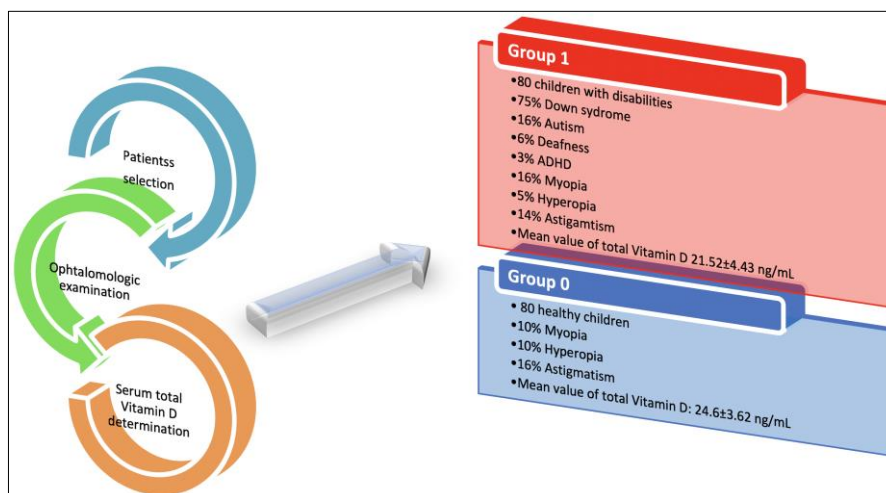 Patientss
selection
Ophtalomologic
examination
Serum total
Vitamin D
determination
Group 1
•80 children with disabilities
•75% Down sydrome
•16% Autism
•6% Deafness
•3% ADHD
•16% Myopia
•5% Hyperopia
•14% Astigamtism
•Mean value of total Vitamin D 21.52±4.43 ng/mL
Group 0
• 80 healthy children
•10% Myopia
•10% Hyperopia
•16% Astigmatism
•Mean value of total Vitamin D: 24.6±3.62 ng/mL